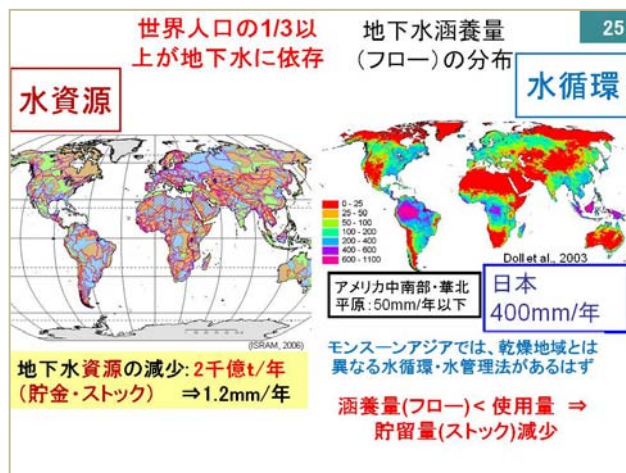 世界人口の1/3以
上が地下水に依存
地下水涵養量
(フロー)の分布
25
水資源
水循環
0 - 25
25 - 50
50 - 100
100 - 200
200 - 400
400 - 600
600 - 1100
Doll et al., 2003
(ISRAM, 2006)
アメリカ中南部・華北
平原:50mm/年以下
日本
400mm/年
地下水資源の減少:2千億t/年
(貯金・ストック) ⇒1.2mm/年
モンスーンアジアでは、乾燥地域とは
異なる水循環・水管理法があるはず
涵養量(フロー)< 使用量 ⇒
貯留量(ストック)減少